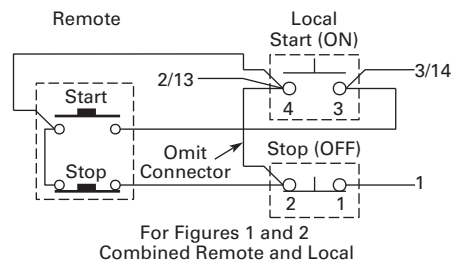 Remote
Local
Start (ON)
2/13
3/14
Start
4 3
Omit
Connector
Stop (OFF)
Stop
1
2 1
For Figures 1 and 2
Combined Remote and Local